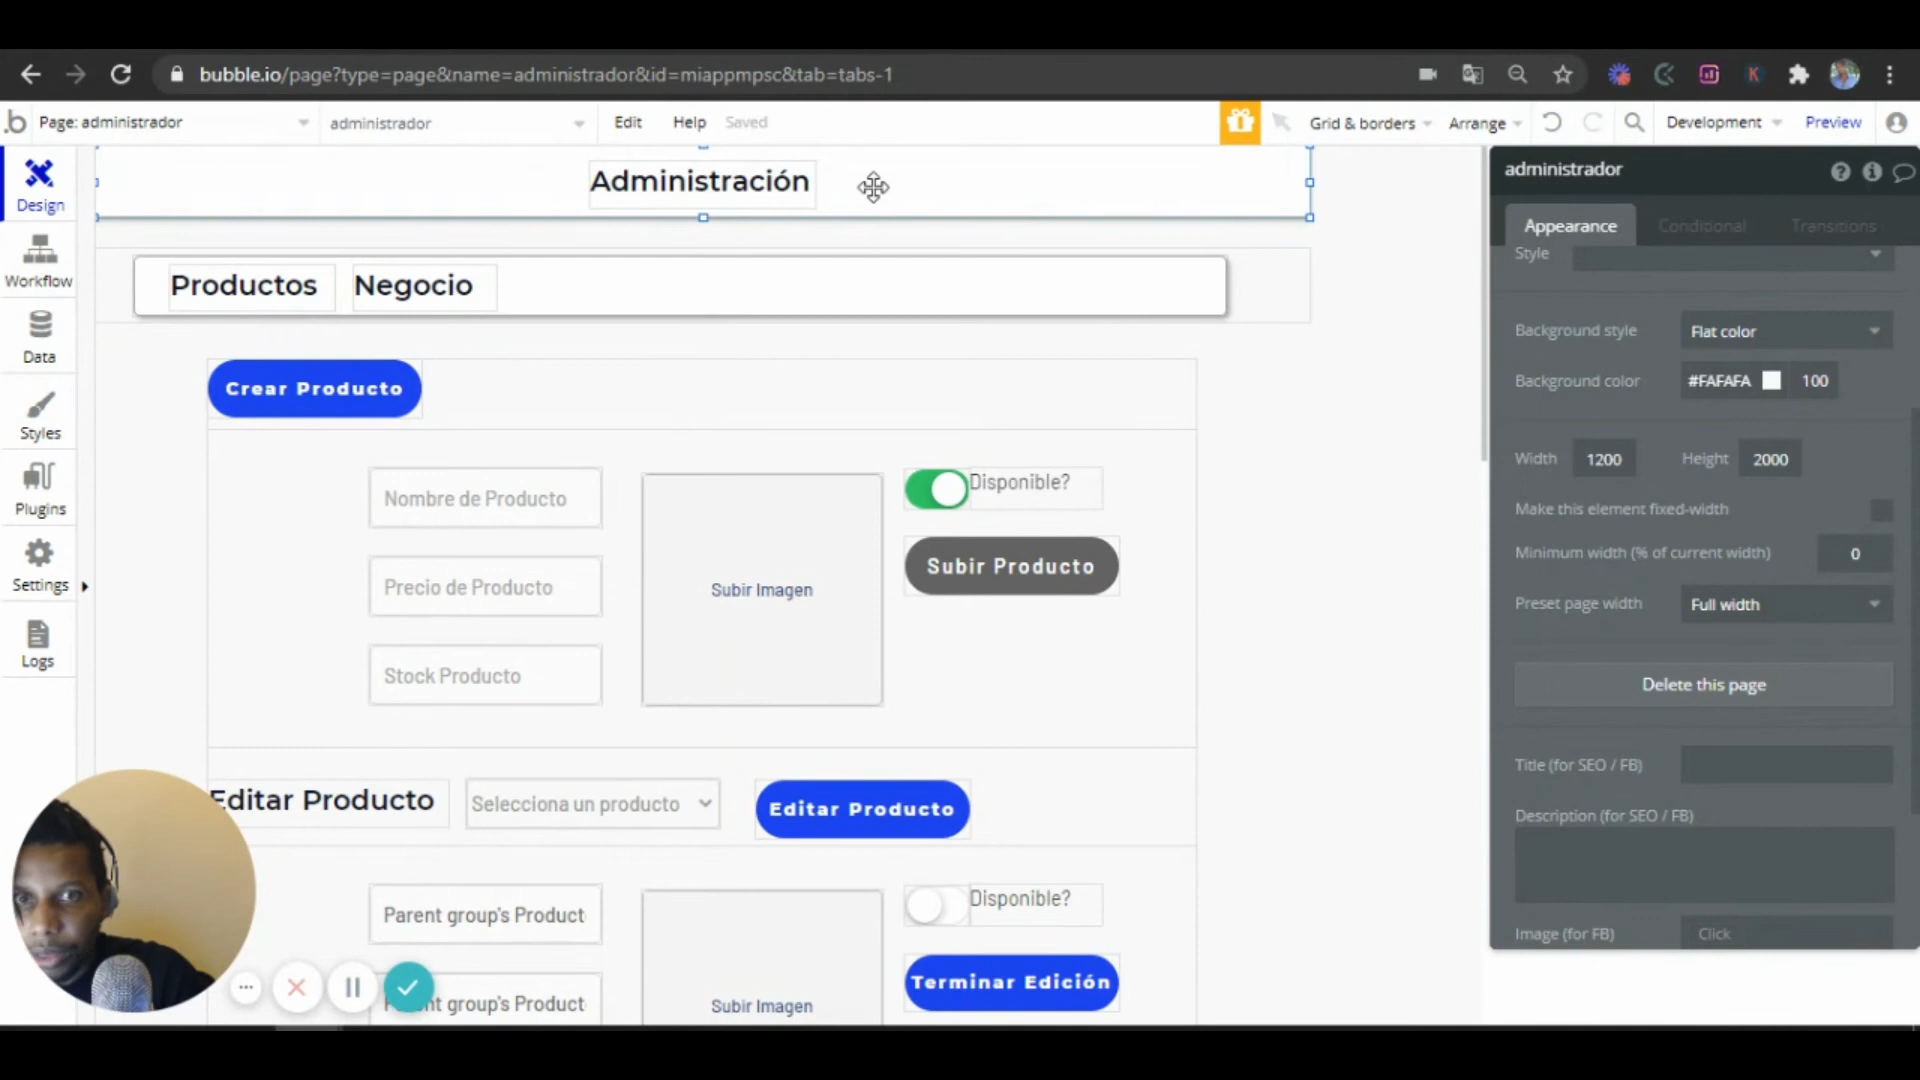 bubble.io/page?type=page&name=administrador&id=miappmpsc&tab=tabs-1
K
.b Page: administrador administrador Edit Help Saved Grid & borders Arrange Development Preview
Design
Workflow
Data
Styles
Plugins
Settings
Logs
Administración
Productos Negocio
Crear Producto
Nombre de Producto
Precio de Producto
Stock Producto
Subir Imagen
Disponible?
Subir Producto
Editar Producto Selecciona un producto Editar Producto
Parent group's Product
nt group's Product
Subir Imagen
Disponible?
Terminar Edición
administrador
Appearance Conditional Transitions
Style
Background style Flat color
Background color #FAFAFA 100
Width 1200 Height 2000
Make this element fixed-width
Minimum width (% of current width) 0
Preset page width Full width
Delete this page
Title (for SEO / FB)
Description (for SEO / FB)
Image (for FB) Click